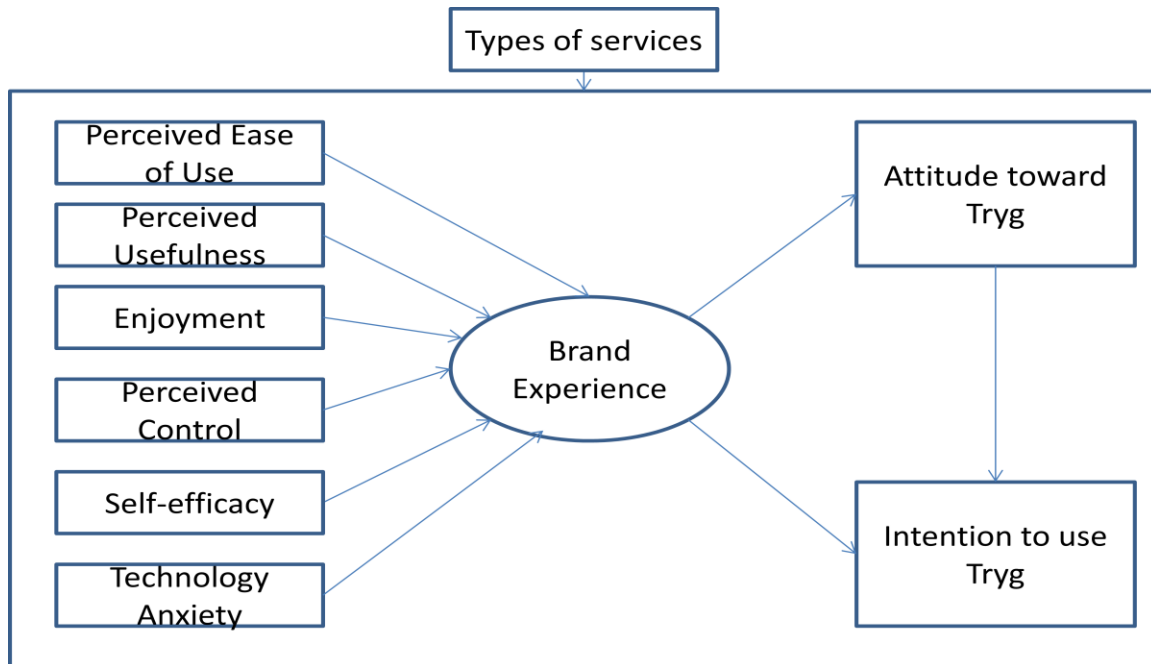 Types of services
Perceived Ease
of Use
Perceived
Usefulness
Enjoyment
Perceived
Control
Self-efficacy
Technology
Anxiety
Brand
Experience
Attitude toward
Tryg
Intention to use
Tryg